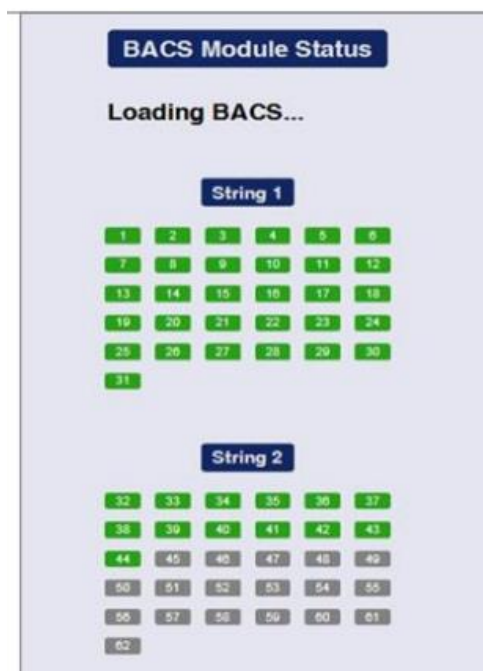 BACS Module Status
Loading BACS...
String 1
1 2 3 4 5 6
7 8 9 10 11 12
13 14 15 16 17 18
19 20 21 22 23 24
25 26 27 28 29 30
31
String 2
32 33 34 35 36 37
38 39 40 41 42 43
44 45 46 47 48 49
50 51 52 53 54 55
56 57 58 59 60 61
62